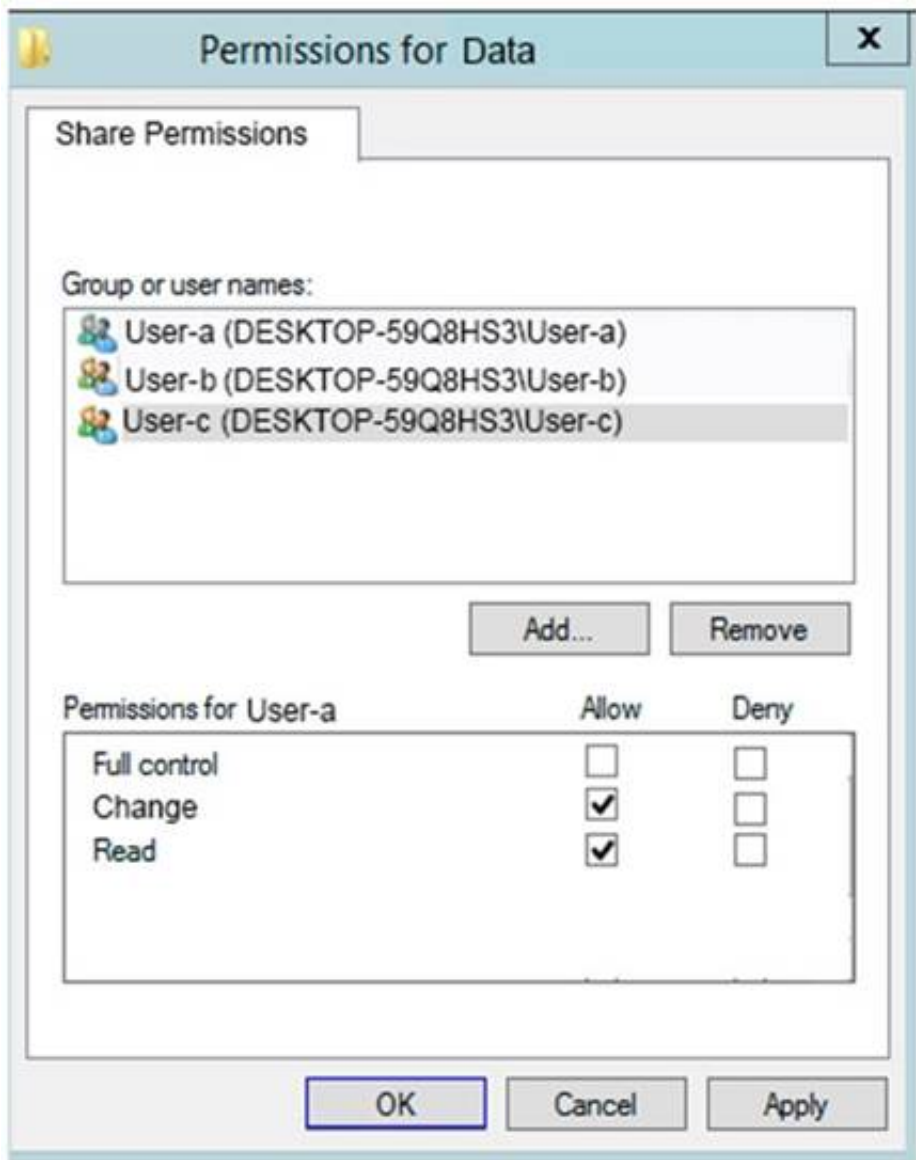 Permissions for Data
x
Share Permissions
Group or user names:
User-a (DESKTOP-59Q8HS3\User-a)
User-b (DESKTOP-59Q8HS3\User-b)
User-c (DESKTOP-59Q8HS3\User-c)
Add... Remove
Permissions for User-a Allow Deny
Full control
Change
Read
OK Cancel Apply